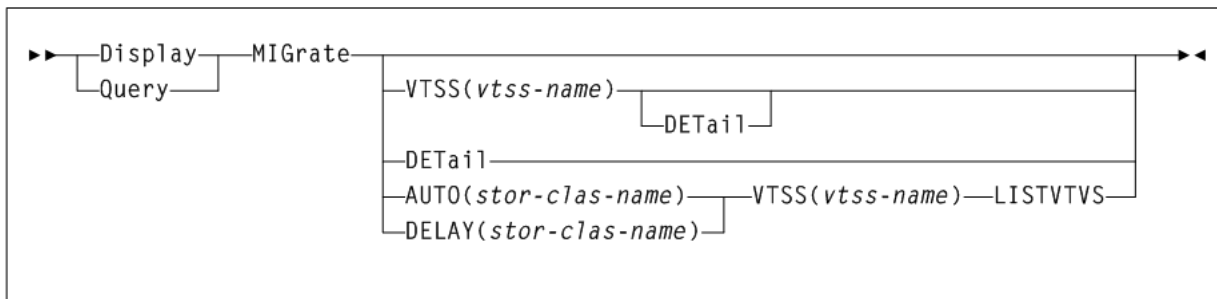 Display MIGrate
Query
VTSS(vtss-name)
DETail
DETail
AUTO(stor-clas-name) VTSS(vtss-name) LISTVTVS
DELAY(stor-clas-name)